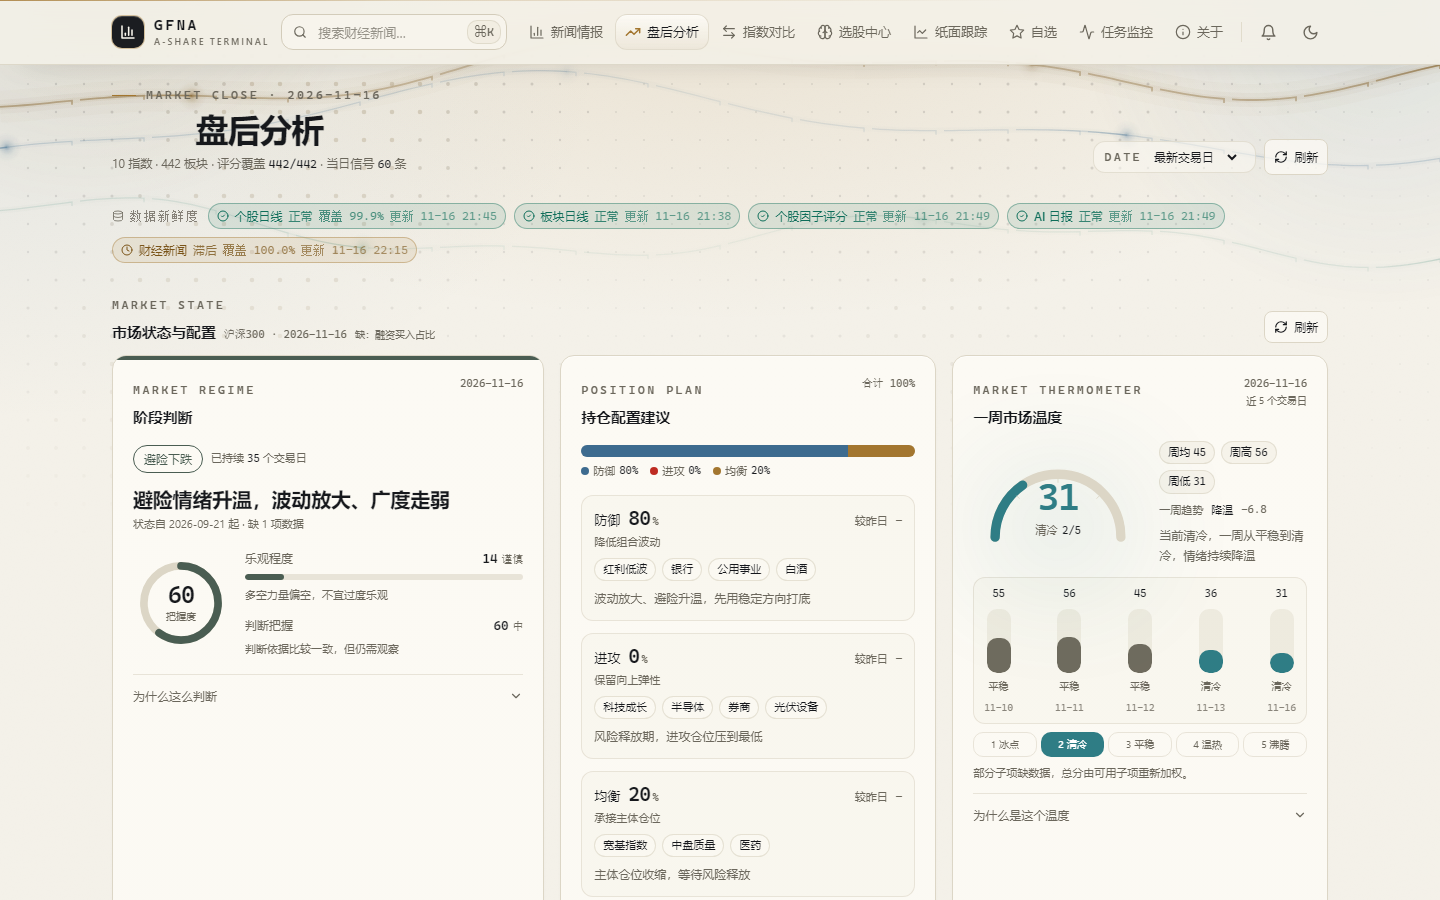 GFNA
A-SHARE TERMINAL
搜索财经新闻...
⌘K
新闻情报
盘后分析
指数对比
选股中心
纸面跟踪
自选
任务监控
关于
MARKET CLOSE · 2026-11-16
盘后分析
10 指数 · 442 板块 · 评分覆盖 442/442 · 当日信号 60 条
DATE 最新交易日
刷新
数据新鲜度
个股日线 正常 覆盖 99.9% 更新 11-16 21:45
板块日线 正常 更新 11-16 21:38
个股因子评分 正常 更新 11-16 21:49
AI 日报 正常 更新 11-16 21:49
财经新闻 滞后 覆盖 100.0% 更新 11-16 22:15
MARKET STATE
市场状态与配置 沪深300 · 2026-11-16 缺: 融资买入占比
刷新
MARKET REGIME
2026-11-16
阶段判断
避险下跌 已持续 35 个交易日
避险情绪升温，波动放大、广度走弱
状态自 2026-09-21 起 · 缺 1 项数据
60
把握度
乐观程度 14 谨慎
多空力量偏空，不宜过度乐观
判断把握 60 中
判断依据比较一致，但仍需观察
为什么这么判断
POSITION PLAN
合计 100%
持仓配置建议
防御 80% 进攻 0% 均衡 20%
防御 80% 较昨日 −
降低组合波动
红利低波 银行 公用事业 白酒
波动放大、避险升温，先用稳定方向打底
进攻 0% 较昨日 −
保留向上弹性
科技成长 半导体 券商 光伏设备
风险释放期，进攻仓位压到最低
均衡 20% 较昨日 −
承接主体仓位
宽基指数 中盘质量 医药
主体仓位收缩，等待风险释放
MARKET THERMOMETER
2026-11-16
近 5 个交易日
一周市场温度
31
清冷 2/5
周均 45 周高 56
周低 31
一周趋势 降温 −6.8
当前清冷，一周从平稳到清
冷，情绪持续降温
55 56 45 36 31
平稳 平稳 平稳 清冷 清冷
11-10 11-11 11-12 11-13 11-16
1 冰点 2 清冷 3 平稳 4 温热 5 沸腾
部分子项缺数据，总分由可用子项重新加权。
为什么是这个温度